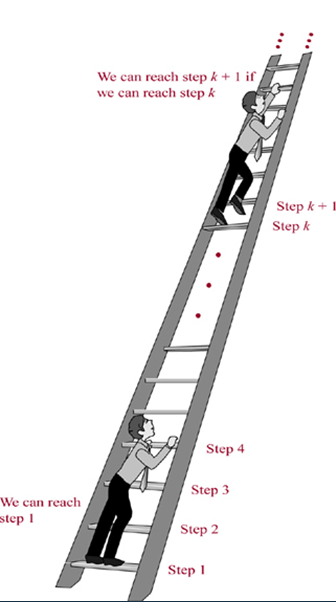 We can reach step k + 1 if
we can reach step k
Step k + 1
Step k
Step 4
Step 3
We can reach
step 1
Step 2
Step 1